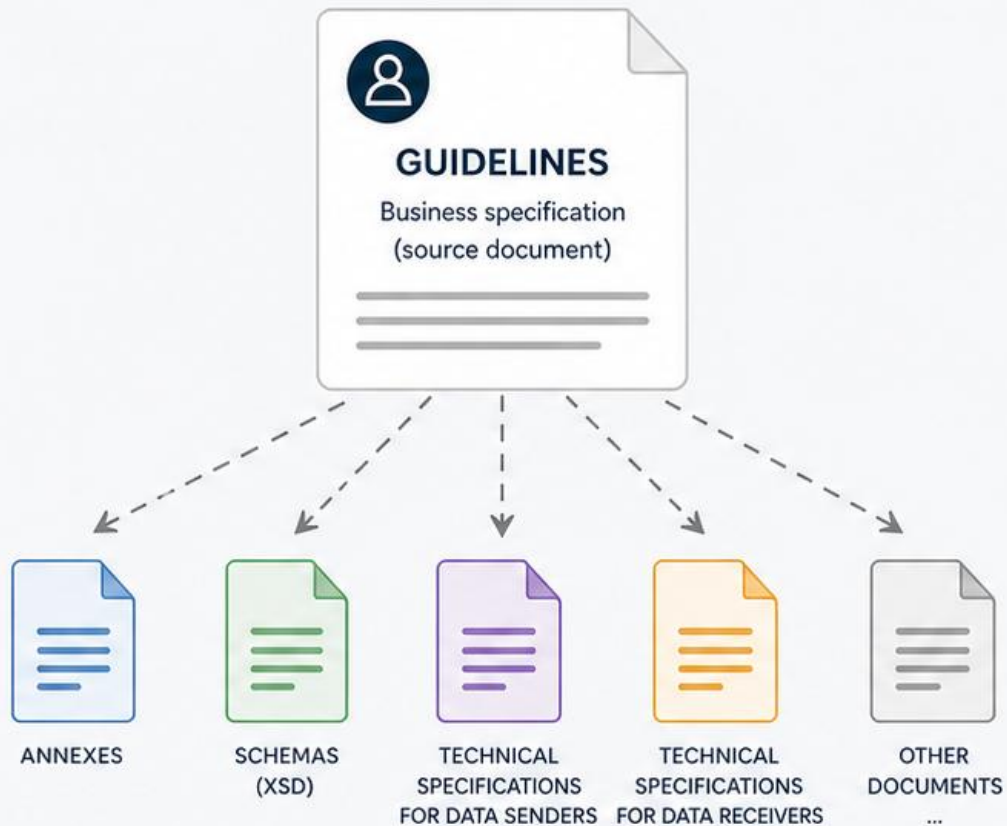 GUIDELINES
Business specification
(source document)
ANNEXES
SCHEMAS
(XSD)
TECHNICAL
SPECIFICATIONS
FOR DATA SENDERS
TECHNICAL
SPECIFICATIONS
FOR DATA RECEIVERS
OTHER
DOCUMENTS
...